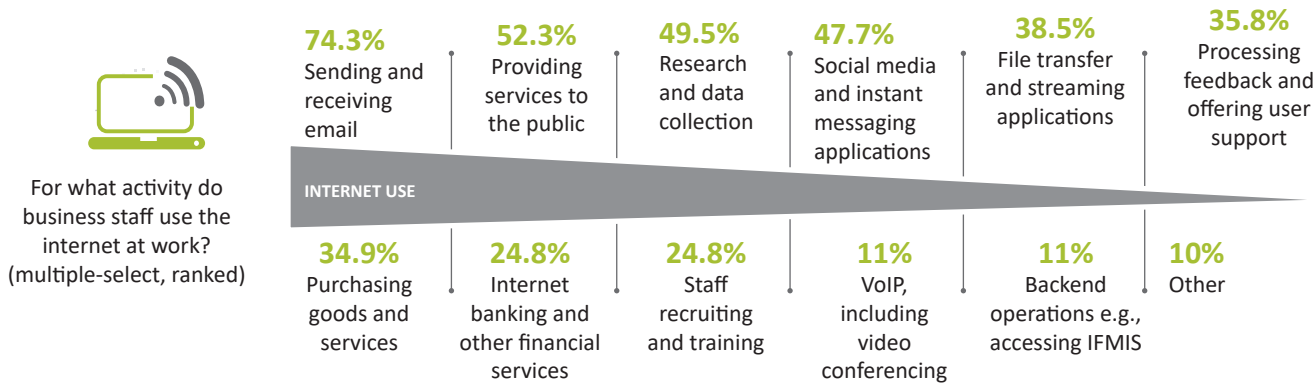 For what activity do
business staff use the
internet at work?
(multiple-select, ranked)
74.3%
Sending and
receiving
email
52.3%
Providing
services to
the public
49.5%
Research
and data
collection
47.7%
Social media
and instant
messaging
applications
38.5%
File transfer
and streaming
applications
35.8%
Processing
feedback and
offering user
support
INTERNET USE
34.9%
Purchasing
goods and
services
24.8%
Internet
banking and
other financial
services
24.8%
Staff
recruiting
and training
11%
VoIP,
including
video
conferencing
11%
Backend
operations e.g.,
accessing IFMIS
10%
Other